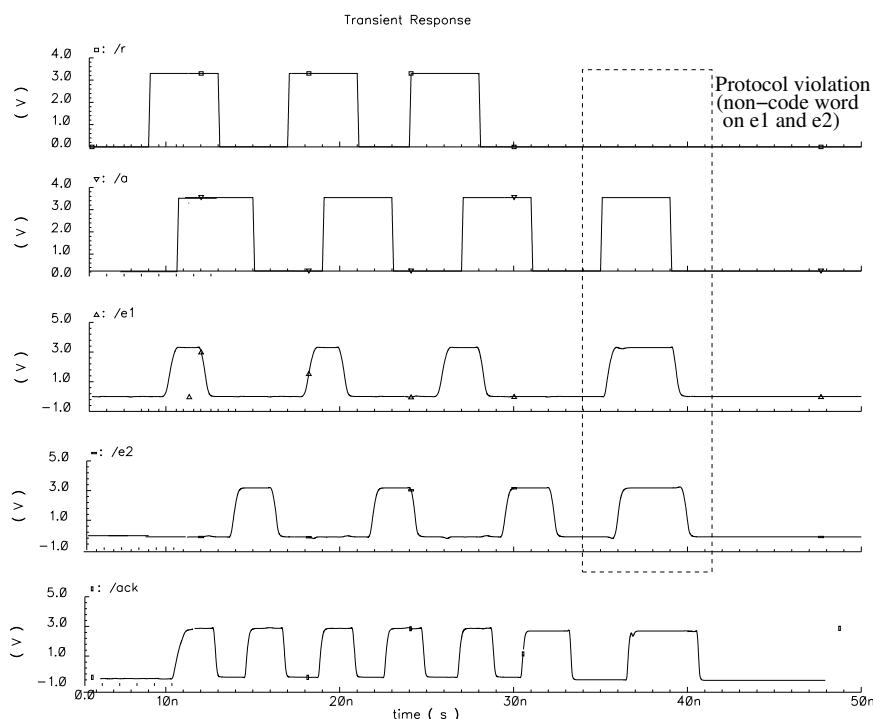 Transient Response
▫: /r
4.0
3.0
2.0
1.0
0.0
( V )
Protocol violation
(non−code word
on e1 and e2)
▿: /a
4.0
3.0
2.0
1.0
0.0
( V )
▵: /e1
5.0
3.0
1.0
−1.0
( V )
/e2
5.0
3.0
1.0
−1.0
( V )
▯: /ack
5.0
3.0
1.0
−1.0
( V )
0.0 10n 20n 30n 40n 50n
time ( s )